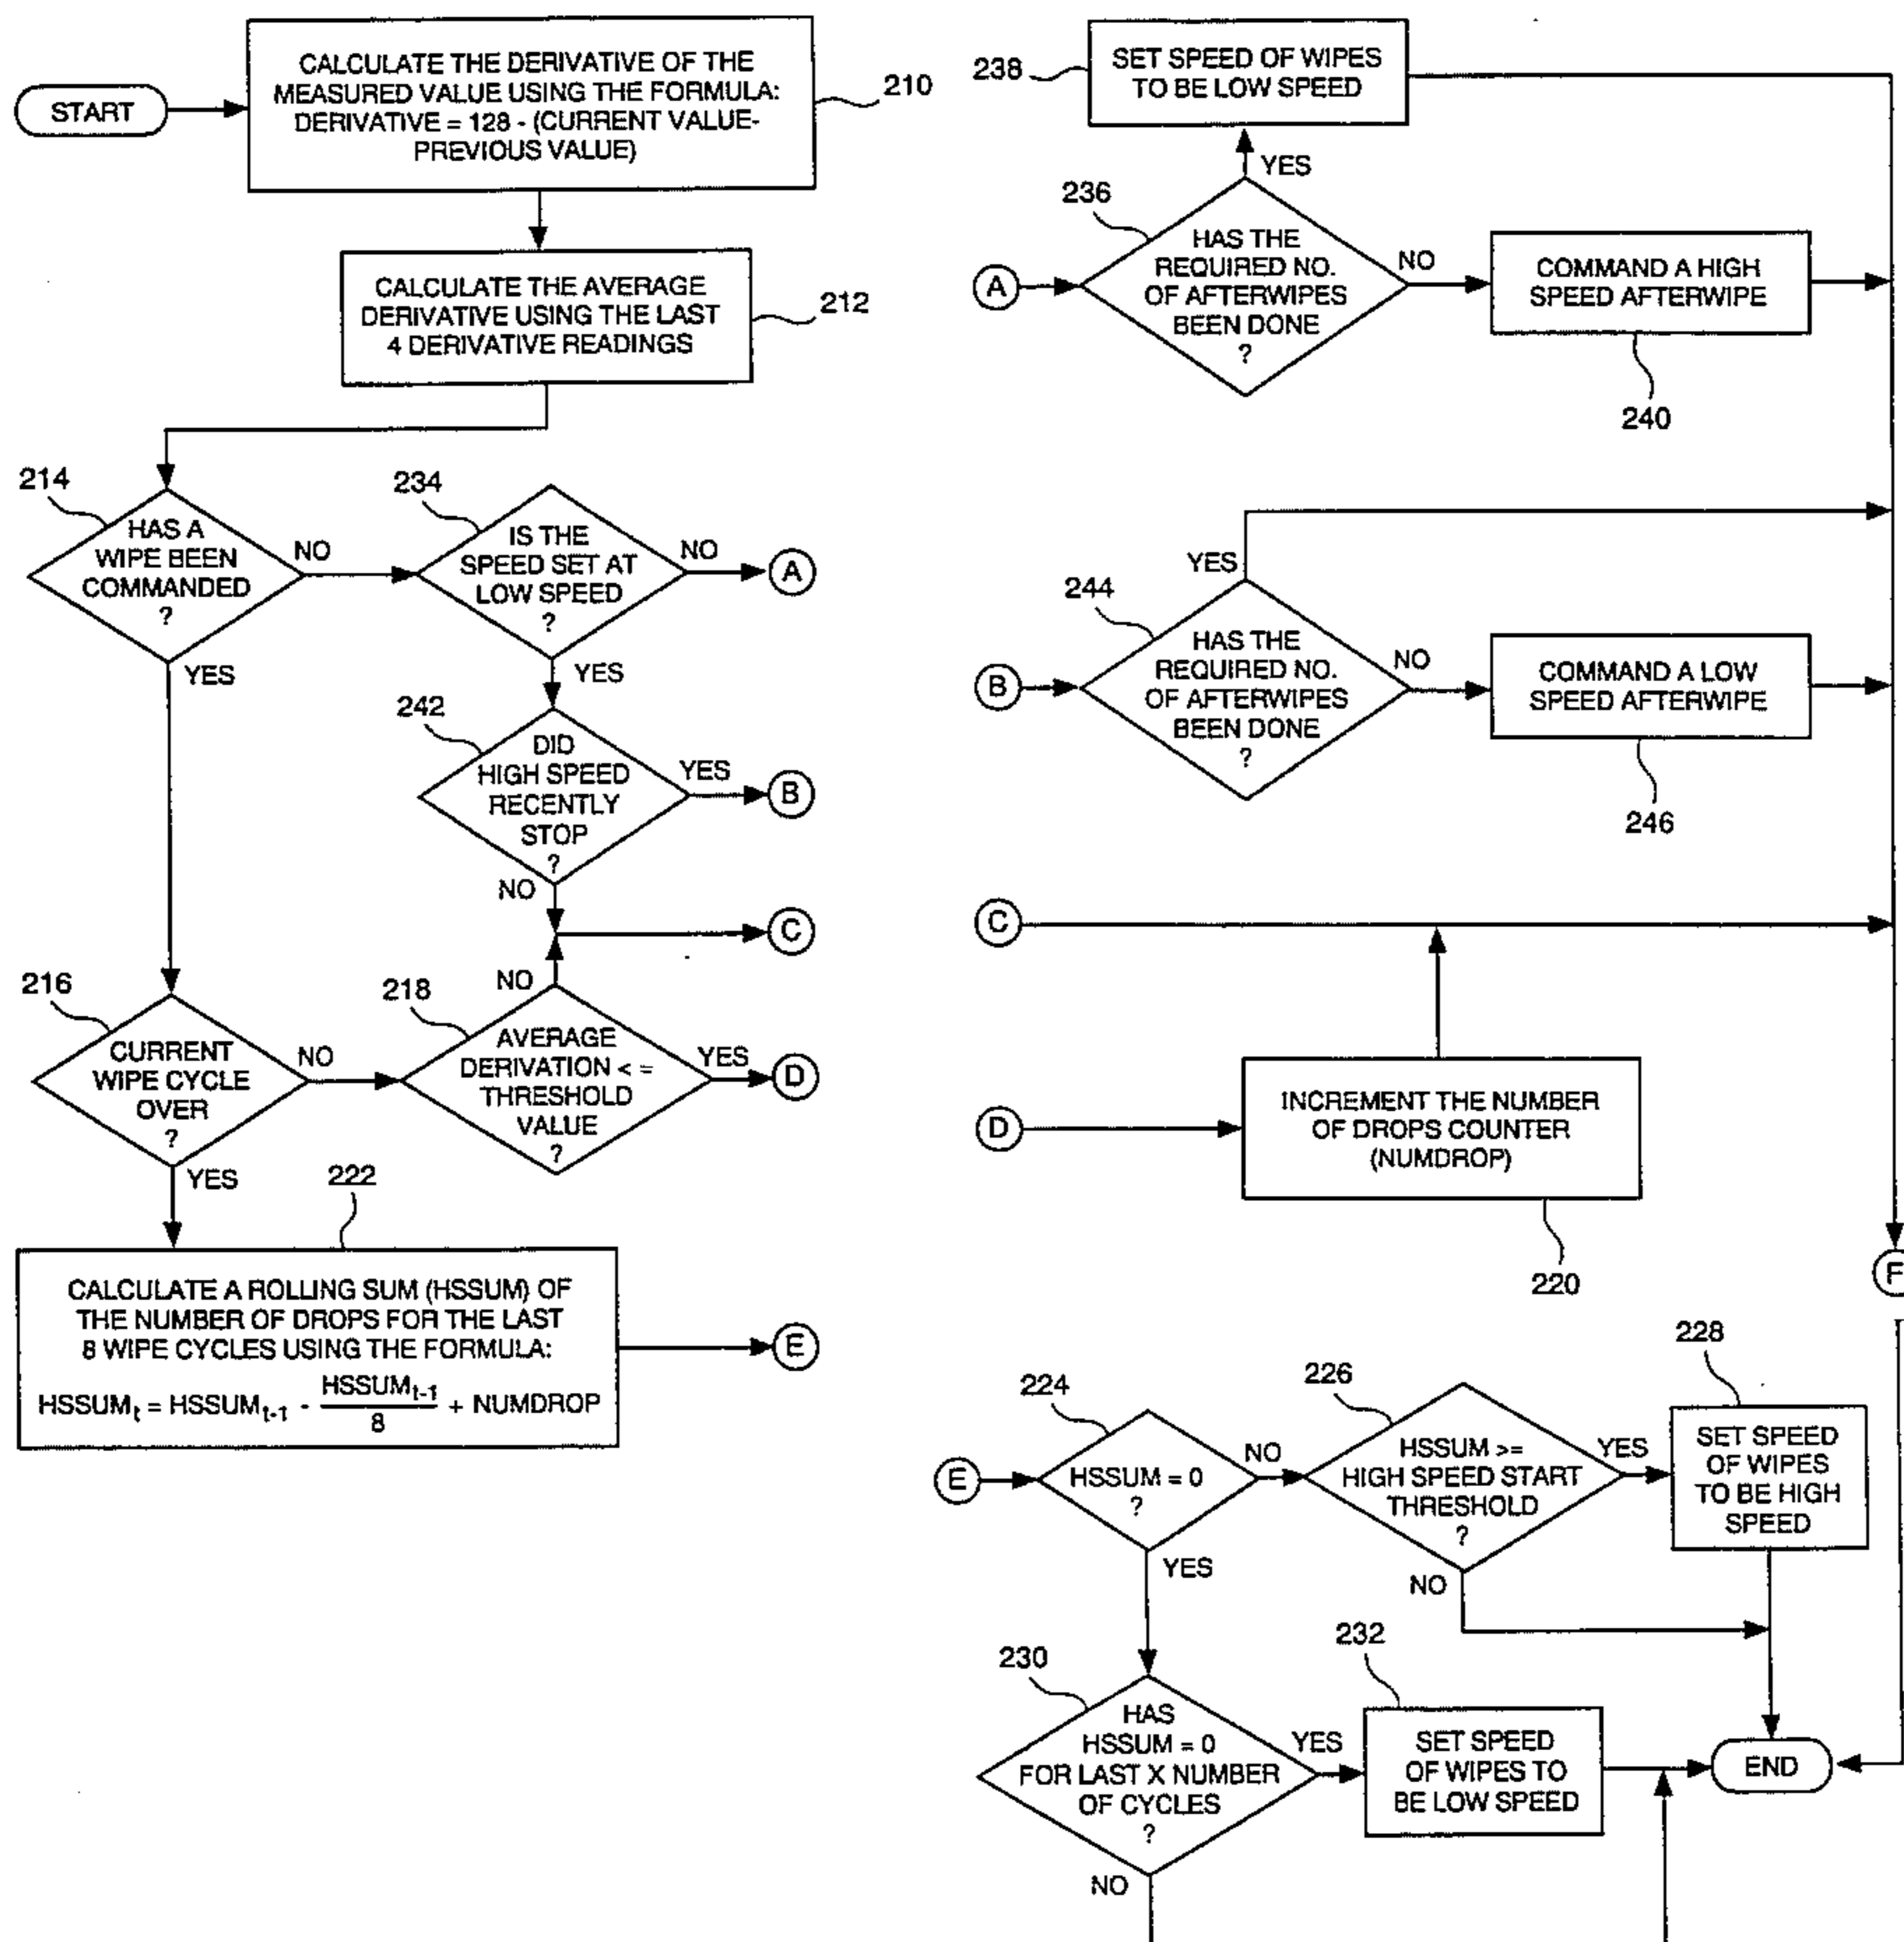 START
CALCULATE THE DERIVATIVE OF THE
MEASURED VALUE USING THE FORMULA:
DERIVATIVE = 128 - (CURRENT VALUE-
PREVIOUS VALUE)
210
CALCULATE THE AVERAGE
DERIVATIVE USING THE LAST
4 DERIVATIVE READINGS
212
214
HAS A
WIPE BEEN
COMMANDED
?
NO
YES
234
IS THE
SPEED SET AT
LOW SPEED
?
NO
A
YES
242
DID
HIGH SPEED
RECENTLY
STOP
?
YES
B
NO
C
216
CURRENT
WIPE CYCLE
OVER
?
NO
YES
218
NO
AVERAGE
DERIVATION < =
THRESHOLD
VALUE
?
YES
D
222
CALCULATE A ROLLING SUM (HSSUM) OF
THE NUMBER OF DROPS FOR THE LAST
8 WIPE CYCLES USING THE FORMULA:
HSSUMt = HSSUMt-1 - HSSUMt-1 / 8 + NUMDROP
E
238
SET SPEED OF WIPES
TO BE LOW SPEED
YES
236
A
HAS THE
REQUIRED NO.
OF AFTERWIPES
BEEN DONE
?
NO
COMMAND A HIGH
SPEED AFTERWIPE
240
YES
244
B
HAS THE
REQUIRED NO.
OF AFTERWIPES
BEEN DONE
?
NO
COMMAND A LOW
SPEED AFTERWIPE
246
C
D
INCREMENT THE NUMBER
OF DROPS COUNTER
(NUMDROP)
220
F
224
E
HSSUM = 0
?
NO
YES
226
HSSUM >=
HIGH SPEED START
THRESHOLD
?
YES
NO
228
SET SPEED
OF WIPES
TO BE HIGH
SPEED
230
HAS
HSSUM = 0
FOR LAST X NUMBER
OF CYCLES
?
YES
NO
232
SET SPEED
OF WIPES TO
BE LOW SPEED
END